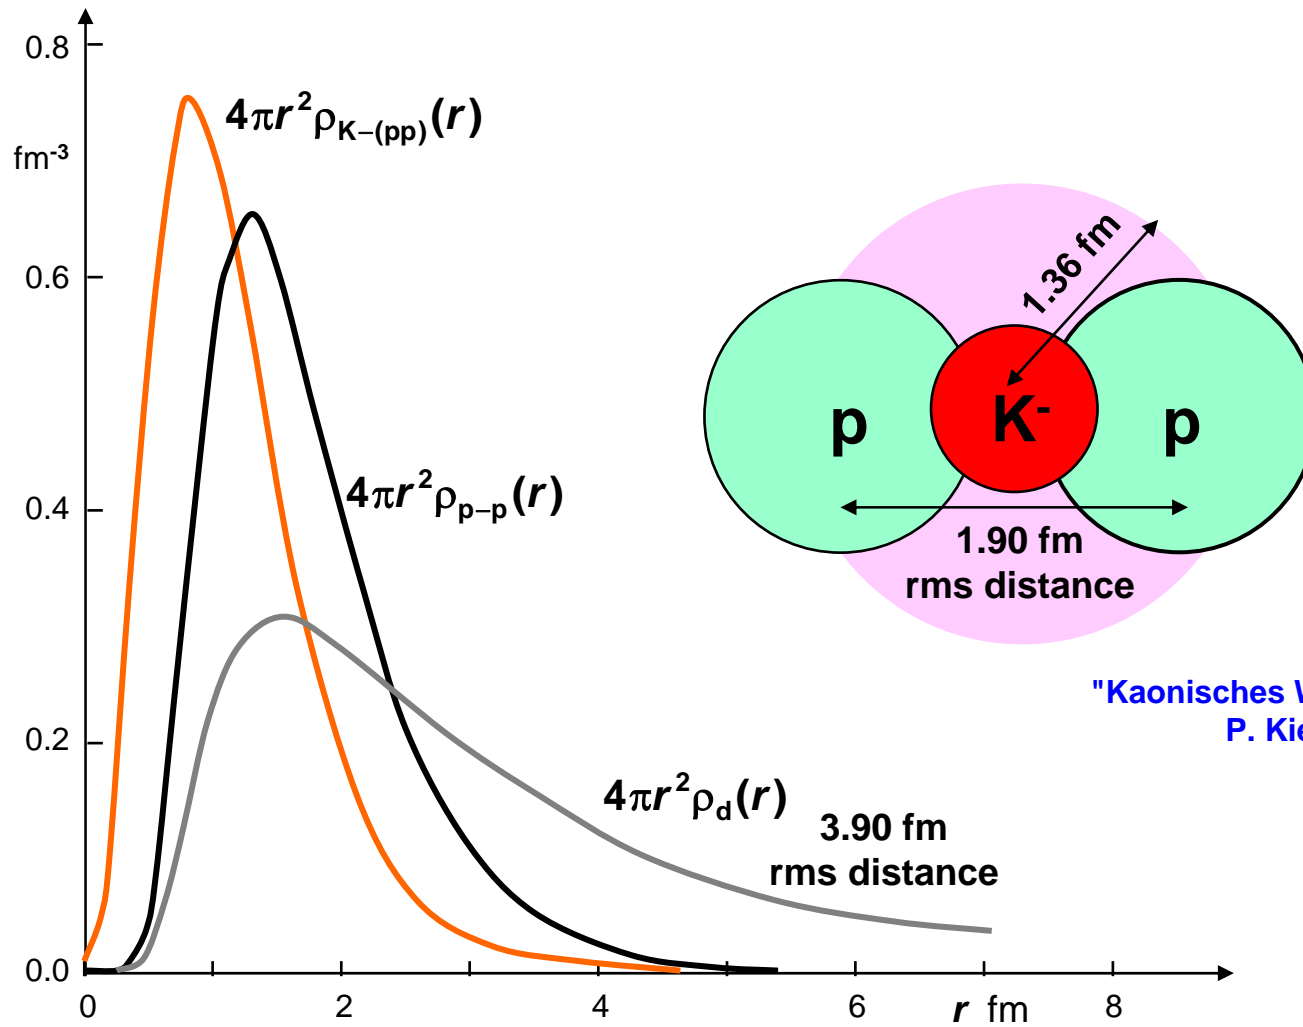 0.8
4πr²ρK−(pp)(r)
fm-3
1.36 fm
0.6
p
K-
p
4πr²ρp−p(r)
0.4
1.90 fm
rms distance
"Kaonisches
P.
0.2
4πr²ρd(r)
3.90 fm
rms distance
0.0
0 2 4 6 r fm 8